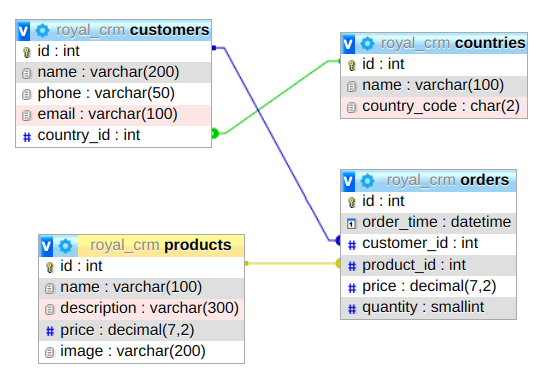 royal_crm customers
id : int
name : varchar(200)
phone : varchar(50)
email : varchar(100)
# country_id : int
royal_crm countries
id : int
name : varchar(100)
country_code : char(2)
royal_crm orders
id : int
order_time : datetime
# customer_id : int
# product_id : int
# price : decimal(7,2)
# quantity : smallint
royal_crm products
id : int
name : varchar(100)
description : varchar(300)
# price : decimal(7,2)
image : varchar(200)